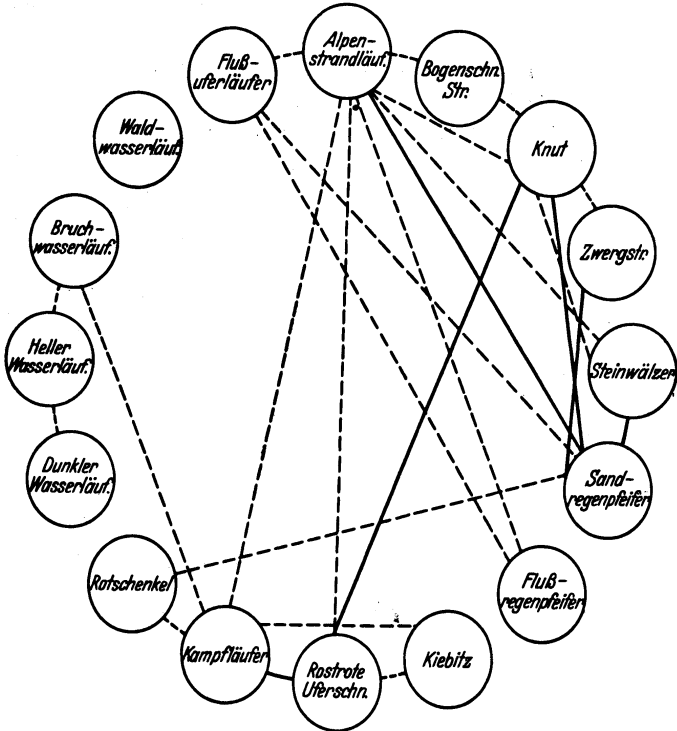 Alpen-
strandläuf.
Fluß-
uferläufer
Bogenschn.
Str.
Wald-
wasserläuf.
Knut
Bruch-
wasserläuf.
Zwergstr.
Heller
Wasserläuf.
Steinwälzer
Dunkler
Wasserläuf.
Sand-
regenpfeifer
Rotschenkel
Fluß-
regenpfeifer
Kampfläufer
Rostrote
Uferschn.
Kiebitz